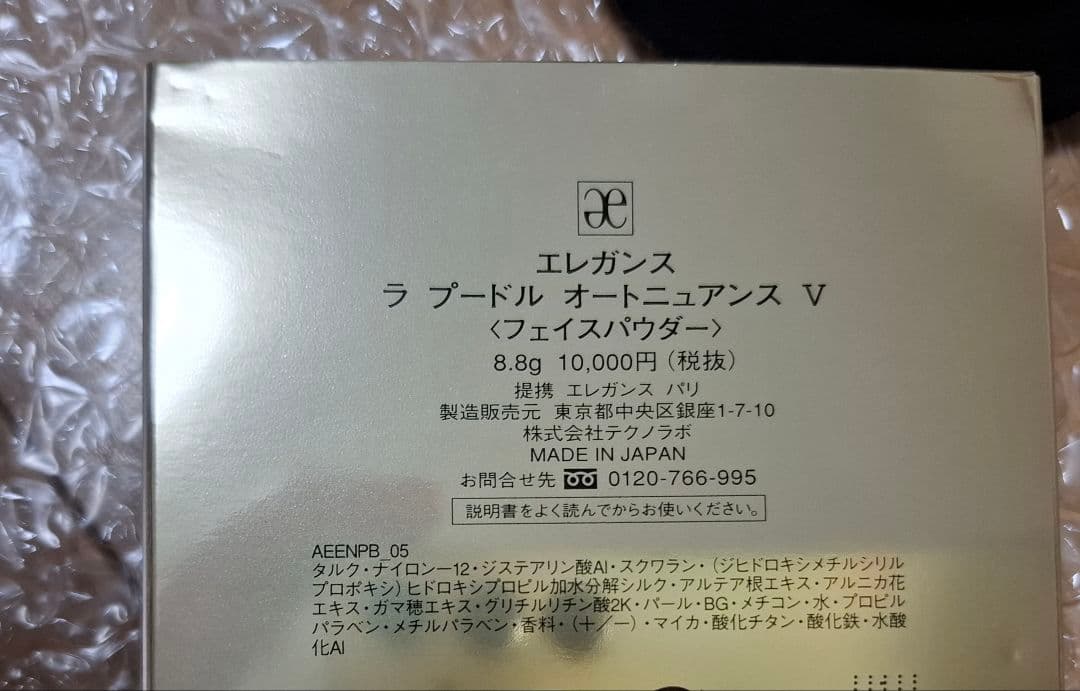 æ
エレガンス
ラ プードル オートニュアンス V
〈フェイスパウダー〉
8.8g 10,000円(税抜)
提携 エレガンス パリ
製造販売元 東京都中央区銀座1-7-10
株式会社テクノラボ
MADE IN JAPAN
お問合せ先 0120-766-995
説明書をよく読んでからお使いください。
AEENPB_05
タルク・ナイロン-12・ジステアリン酸Al・スクワラン・(ジヒドロキシメチルシリル
プロポキシ)ヒドロキシプロピル加水分解シルク・アルテア根エキス・アルニカ花
エキス・ガマ穂エキス・グリチルリチン酸2K・パール・BG・メチコン・水・プロピル
パラベン・メチルパラベン・香料・(+/-)・マイカ・酸化チタン・酸化鉄・水酸
化Al